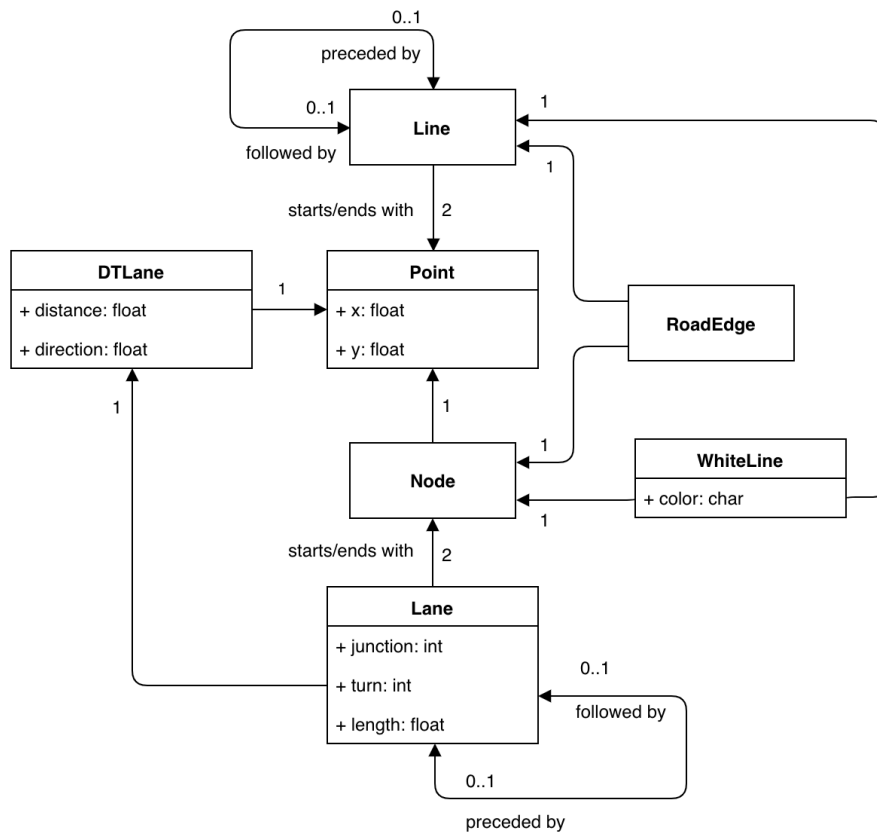 0..1
preceded by
0..1
followed by
Line
1
1
starts/ends with
2
DTLane
+ distance: float
+ direction: float
1
Point
+ x: float
+ y: float
RoadEdge
1
1
Node
1
1
WhiteLine
+ color: char
starts/ends with
2
Lane
+ junction: int
+ turn: int
+ length: float
0..1
followed by
0..1
preceded by